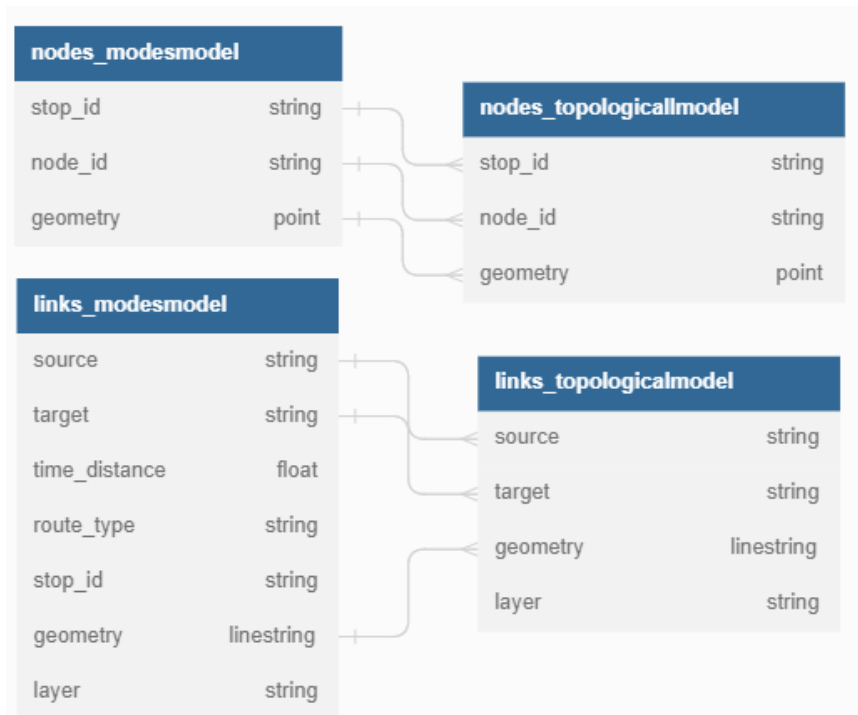 nodes_modesmodel
stop_id string
node_id string
geometry point
nodes_topologicallmodel
stop_id string
node_id string
geometry point
links_modesmodel
source string
target string
time_distance float
route_type string
stop_id string
geometry linestring
layer string
links_topologicalmodel
source string
target string
geometry linestring
layer string